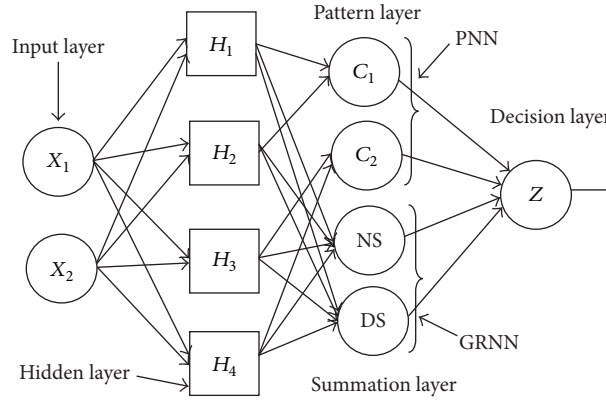 Pattern layer
Input layer
H1
PNN
C1
Decision layer
X1
H2
C2
Z
X2
H3
NS
DS
GRNN
Hidden layer
H4
Summation layer